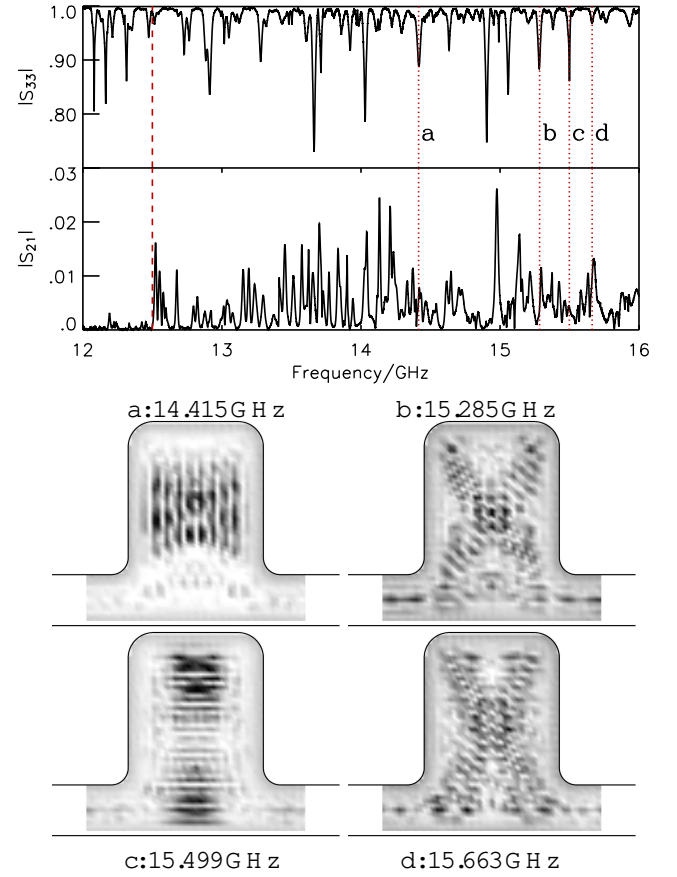 1.0
.90
.80
|S33|
a
b
c
d
.03
.02
.01
.0
|S21|
12
13
14
15
16
Frequency/GHz
a:14.415GHz
b:15.285GHz
c:15.499GHz
d:15.663GHz